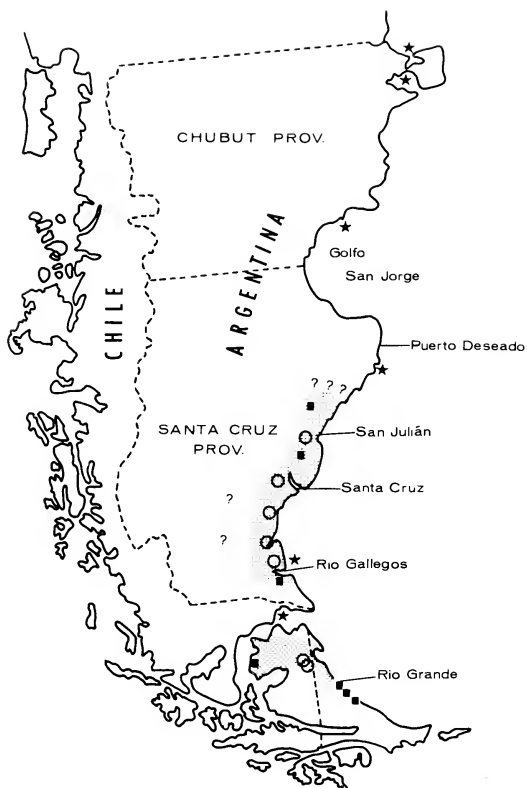 CHUBUT PROV.
ARGENTINA
CHILE
Golfo
San Jorge
Puerto Deseado
? ? ?
SANTA CRUZ
PROV.
San Julián
Santa Cruz
?
?
Rio Gallegos
Rio Grande